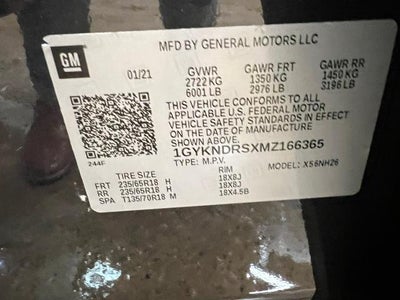 GM
MFD BY GENERAL MOTORS LLC
01/21 GVWR GAWR FRT GAWR RR
2722 KG 1350 KG 1450 KG
6001 LB 2976 LB 3196 LB
THIS VEHICLE CONFORMS TO ALL
APPLICABLE U.S. FEDERAL MOTOR
VEHICLE SAFETY STANDARDS IN EFFECT
ON THE DATE OF MANUFACTURE
SHOWN ABOVE.
1GYKNDRSXMZ166365
TYPE: M.P.V. MODEL: X56NH26
244F
TIRE SIZE RIM
FRT 235/65R18 H 18X8J
RR 235/65R18 H 18X8J
SPA T135/70R18 M 18X4.5B